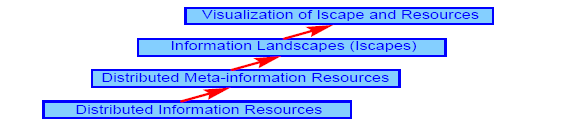 Visualization of Iscape and Resources
Information Landscapes (Iscapes)
Distributed Meta-information Resources
Distributed Information Resources